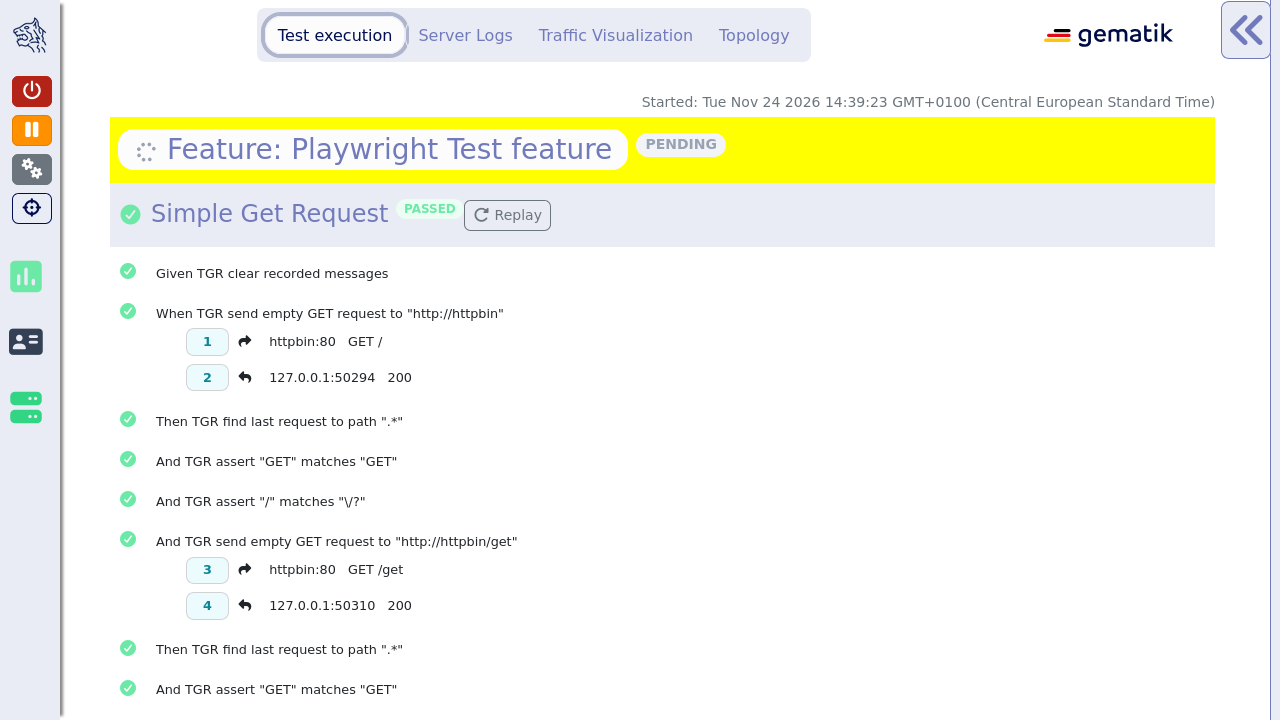 Test execution Server Logs Traffic Visualization Topology
gematik
Started: Tue Nov 24 2026 14:39:23 GMT+0100 (Central European Standard Time)
Feature: Playwright Test feature PENDING
Simple Get Request PASSED Replay
Given TGR clear recorded messages
When TGR send empty GET request to "http://httpbin"
1 httpbin:80 GET /
2 127.0.0.1:50294 200
Then TGR find last request to path ".*"
And TGR assert "GET" matches "GET"
And TGR assert "/" matches "\/?"
And TGR send empty GET request to "http://httpbin/get"
3 httpbin:80 GET /get
4 127.0.0.1:50310 200
Then TGR find last request to path ".*"
And TGR assert "GET" matches "GET"